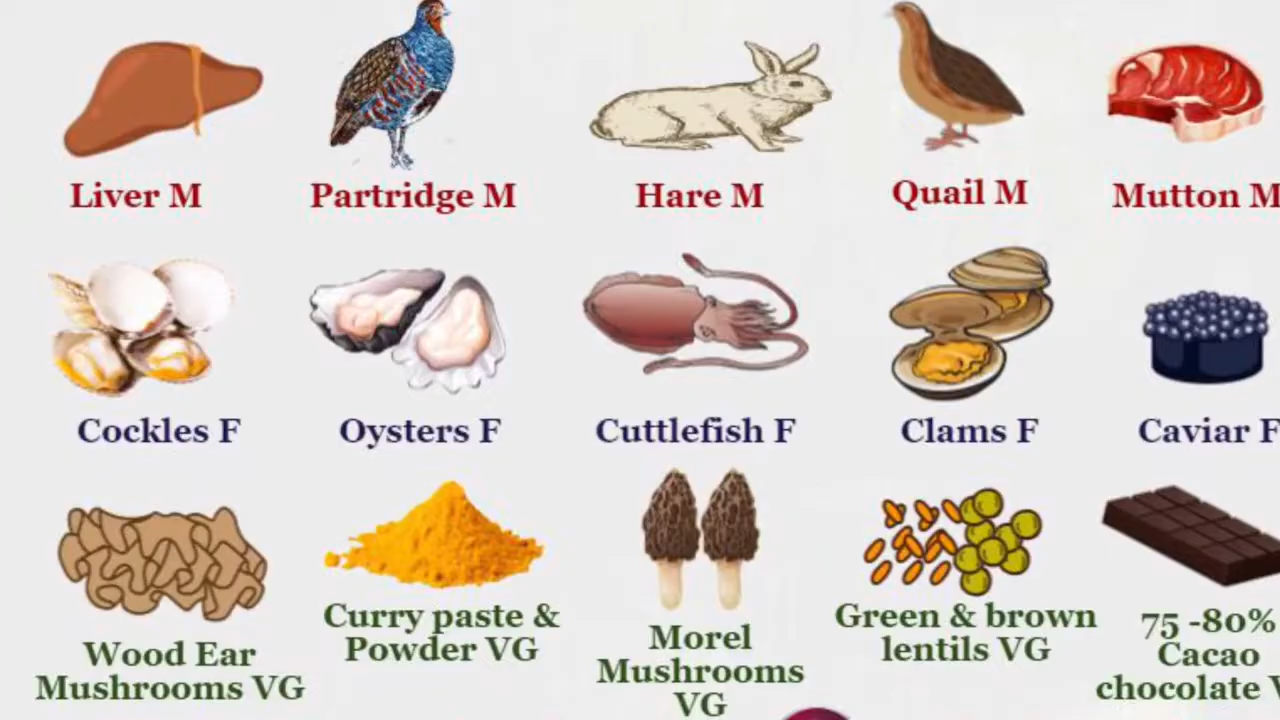 Liver M
Partridge M
Hare M
Quail M
Mutton M
Cockles F
Oysters F
Cuttlefish F
Clams F
Caviar F
Wood Ear
Mushrooms VG
Curry paste &
Powder VG
Morel
Mushrooms
VG
Green & brown
lentils VG
75 -80%
Cacao
chocolate